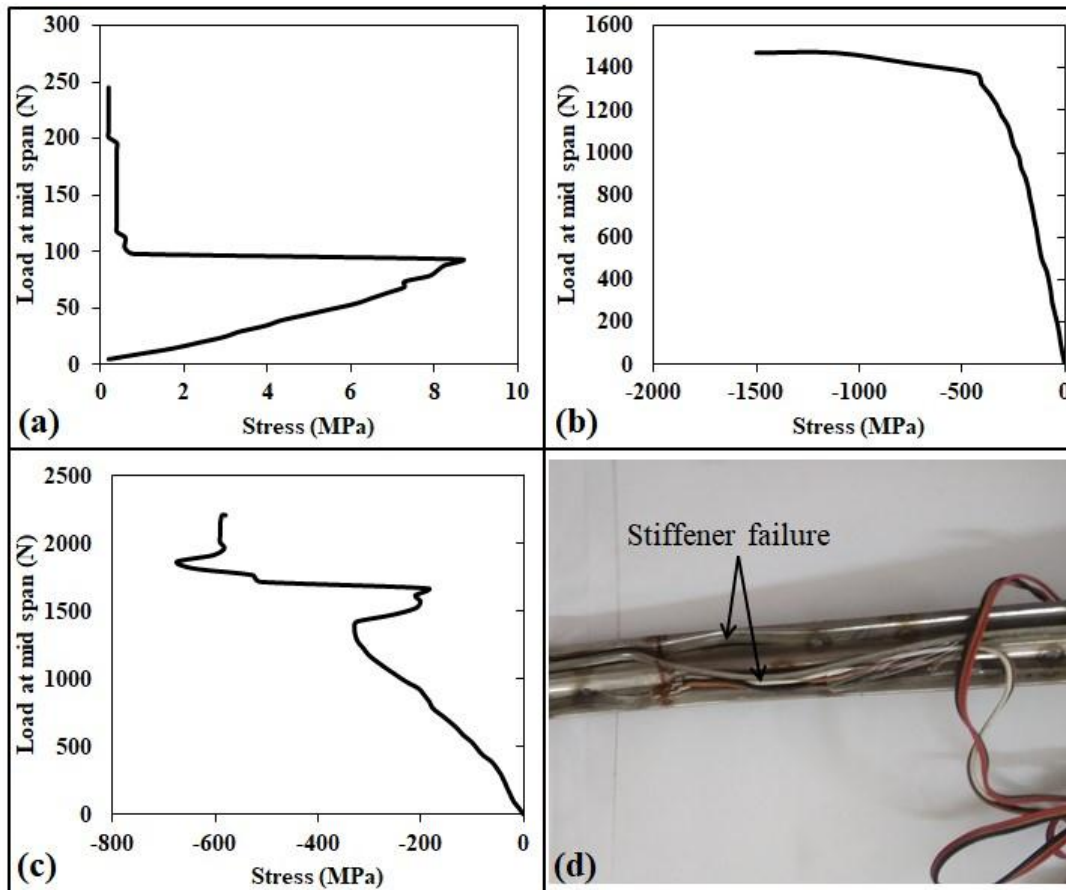 300
250
200
150
100
50
0
Load at mid span (N)
0 2 4 6 8 10
Stress (MPa)
(a)
1600
1400
1200
1000
800
600
400
200
0
Load at mid span (N)
-2000 -1500 -1000 -500 0
Stress (MPa)
(b)
2500
2000
1500
1000
500
0
Load at mid span (N)
-800 -600 -400 -200 0
Stress (MPa)
(c)
Stiffener failure
(d)